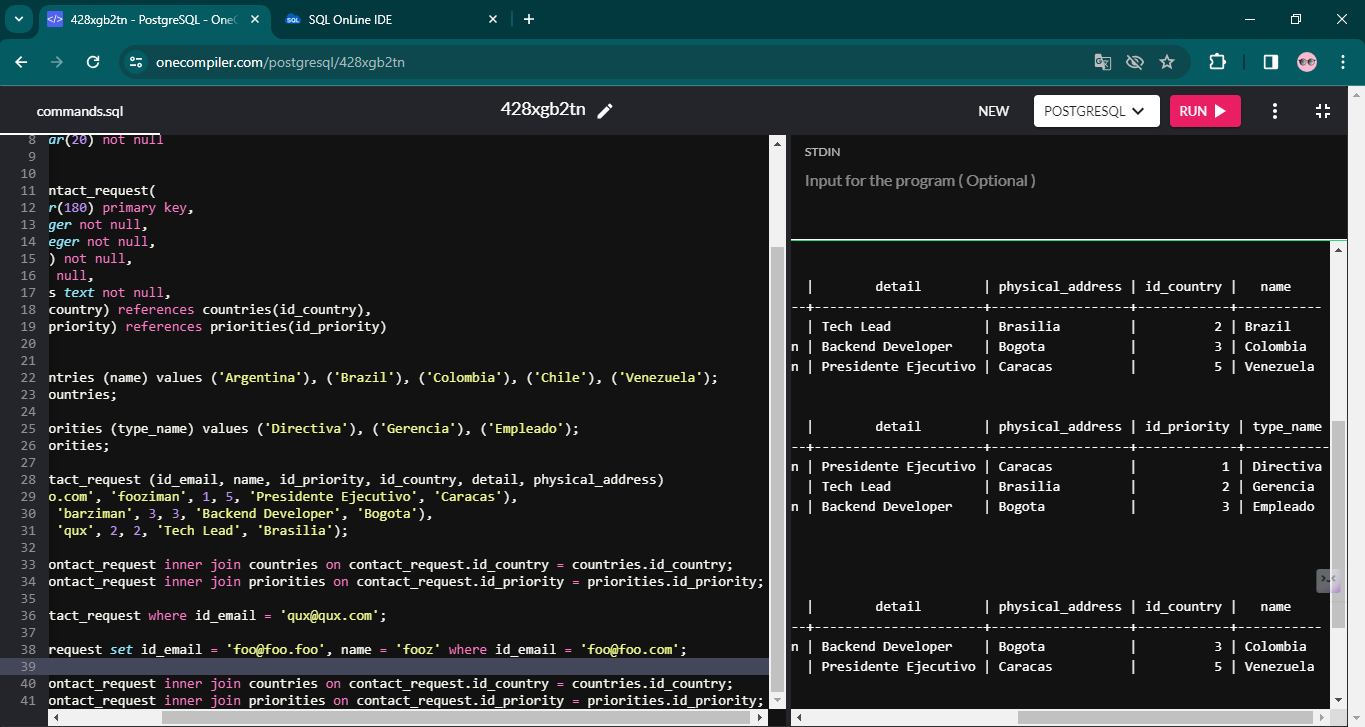 428xgb2tn - PostgreSQL - One
SQL OnLine IDE
onecompiler.com/postgresql/428xgb2tn
commands.sql
428xgb2tn
NEW
POSTGRESQL
RUN
8 ar(20) not null
9
10
11 ntact_request(
12 r(180) primary key,
13 ger not null,
14 eger not null,
15 ) not null,
16 null,
17 s text not null,
18 country) references countries(id_country),
19 priority) references priorities(id_priority)
20
21
22 ntries (name) values ('Argentina'), ('Brazil'), ('Colombia'), ('Chile'), ('Venezuela');
23 ountries;
24
25 orities (type_name) values ('Directiva'), ('Gerencia'), ('Empleado');
26 orities;
27
28 tact_request (id_email, name, id_priority, id_country, detail, physical_address)
29 o.com', 'fooziman', 1, 5, 'Presidente Ejecutivo', 'Caracas'),
30 'barziman', 3, 3, 'Backend Developer', 'Bogota'),
31 'qux', 2, 2, 'Tech Lead', 'Brasilia');
32
33 ontact_request inner join countries on contact_request.id_country = countries.id_country;
34 ontact_request inner join priorities on contact_request.id_priority = priorities.id_priority;
35
36 tact_request where id_email = 'qux@qux.com';
37
38 request set id_email = 'foo@foo.foo', name = 'fooz' where id_email = 'foo@foo.com';
39
40 ontact_request inner join countries on contact_request.id_country = countries.id_country;
41 ontact_request inner join priorities on contact_request.id_priority = priorities.id_priority;
STDIN
Input for the program ( Optional )
| detail | physical_address | id_country | name
--+----------------------+------------------+------------+-----------
| Tech Lead | Brasilia | 2 | Brazil
n | Backend Developer | Bogota | 3 | Colombia
n | Presidente Ejecutivo | Caracas | 5 | Venezuela
| detail | physical_address | id_priority | type_name
--+----------------------+------------------+-------------+-----------
n | Presidente Ejecutivo | Caracas | 1 | Directiva
| Tech Lead | Brasilia | 2 | Gerencia
n | Backend Developer | Bogota | 3 | Empleado
| detail | physical_address | id_country | name
--+----------------------+------------------+------------+-----------
n | Backend Developer | Bogota | 3 | Colombia
| Presidente Ejecutivo | Caracas | 5 | Venezuela